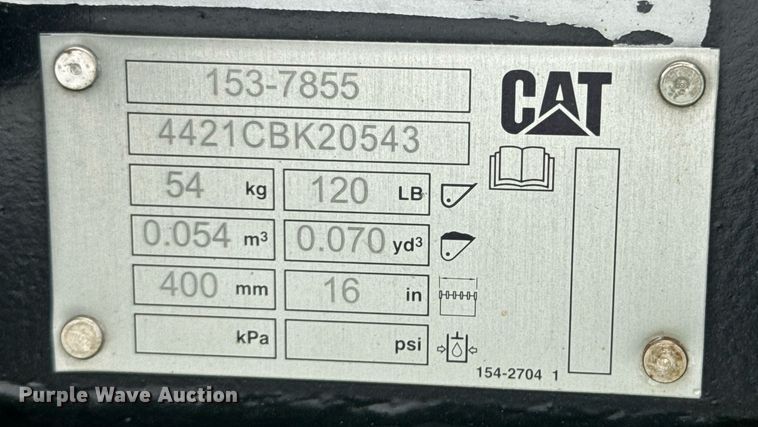 153-7855
CAT
4421CBK20543
54 kg 120 LB
0.054 m³ 0.070 yd³
400 mm 16 in
kPa psi
154-2704 1
Purple Wave Auction